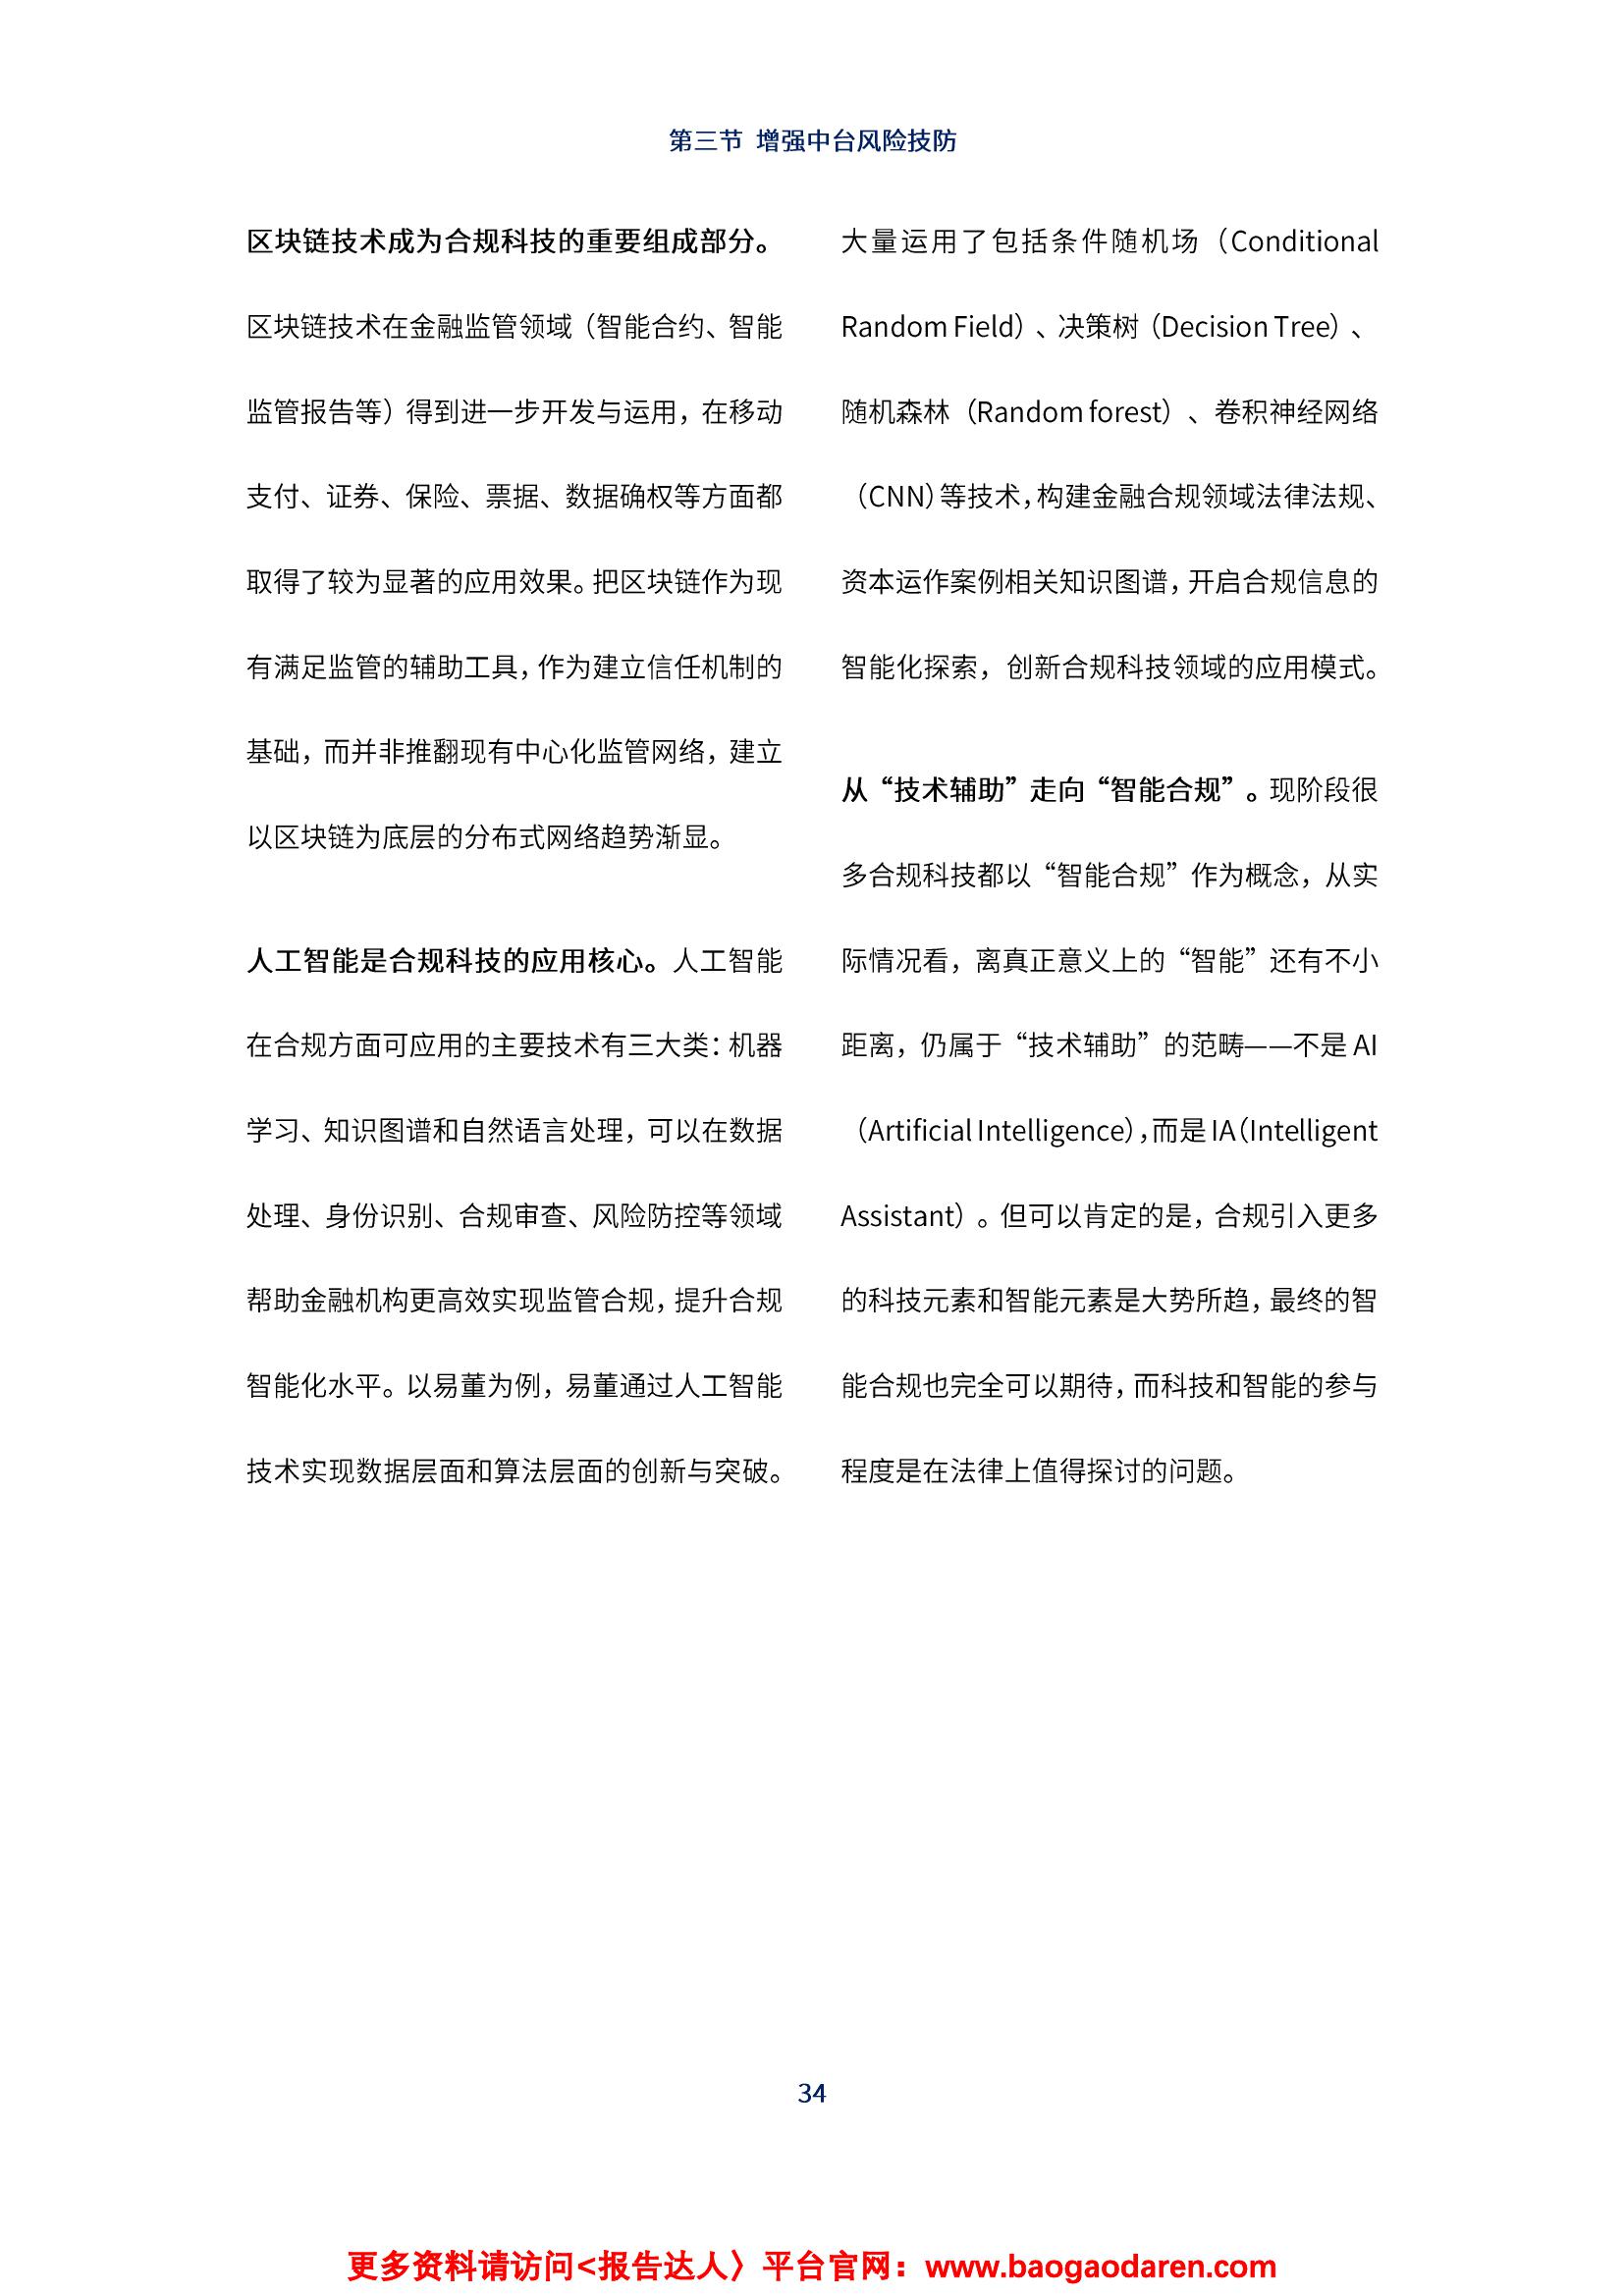 第三节 增强中台风险技防
区块链技术成为合规科技的重要组成部分。
区块链技术在金融监管领域（智能合约、智能
监管报告等）得到进一步开发与运用，在移动
支付、证券、保险、票据、数据确权等方面都
取得了较为显著的应用效果。把区块链作为现
有满足监管的辅助工具，作为建立信任机制的
基础，而并非推翻现有中心化监管网络，建立
以区块链为底层的分布式网络趋势渐显。
人工智能是合规科技的应用核心。人工智能
在合规方面可应用的主要技术有三大类：机器
学习、知识图谱和自然语言处理，可以在数据
处理、身份识别、合规审查、风险防控等领域
帮助金融机构更高效实现监管合规，提升合规
智能化水平。以易董为例，易董通过人工智能
技术实现数据层面和算法层面的创新与突破。
大量运用了包括条件随机场（Conditional
Random Field）、决策树（Decision Tree）、
随机森林（Random forest）、卷积神经网络
（CNN）等技术，构建金融合规领域法律法规、
资本运作案例相关知识图谱，开启合规信息的
智能化探索，创新合规科技领域的应用模式。
从“技术辅助”走向“智能合规”。现阶段很
多合规科技都以“智能合规”作为概念，从实
际情况看，离真正意义上的“智能”还有不小
距离，仍属于“技术辅助”的范畴——不是 AI
（Artificial Intelligence），而是 IA（Intelligent
Assistant）。但可以肯定的是，合规引入更多
的科技元素和智能元素是大势所趋，最终的智
能合规也完全可以期待，而科技和智能的参与
程度是在法律上值得探讨的问题。
34
更多资料请访问<报告达人〉平台官网：www.baogaodaren.com